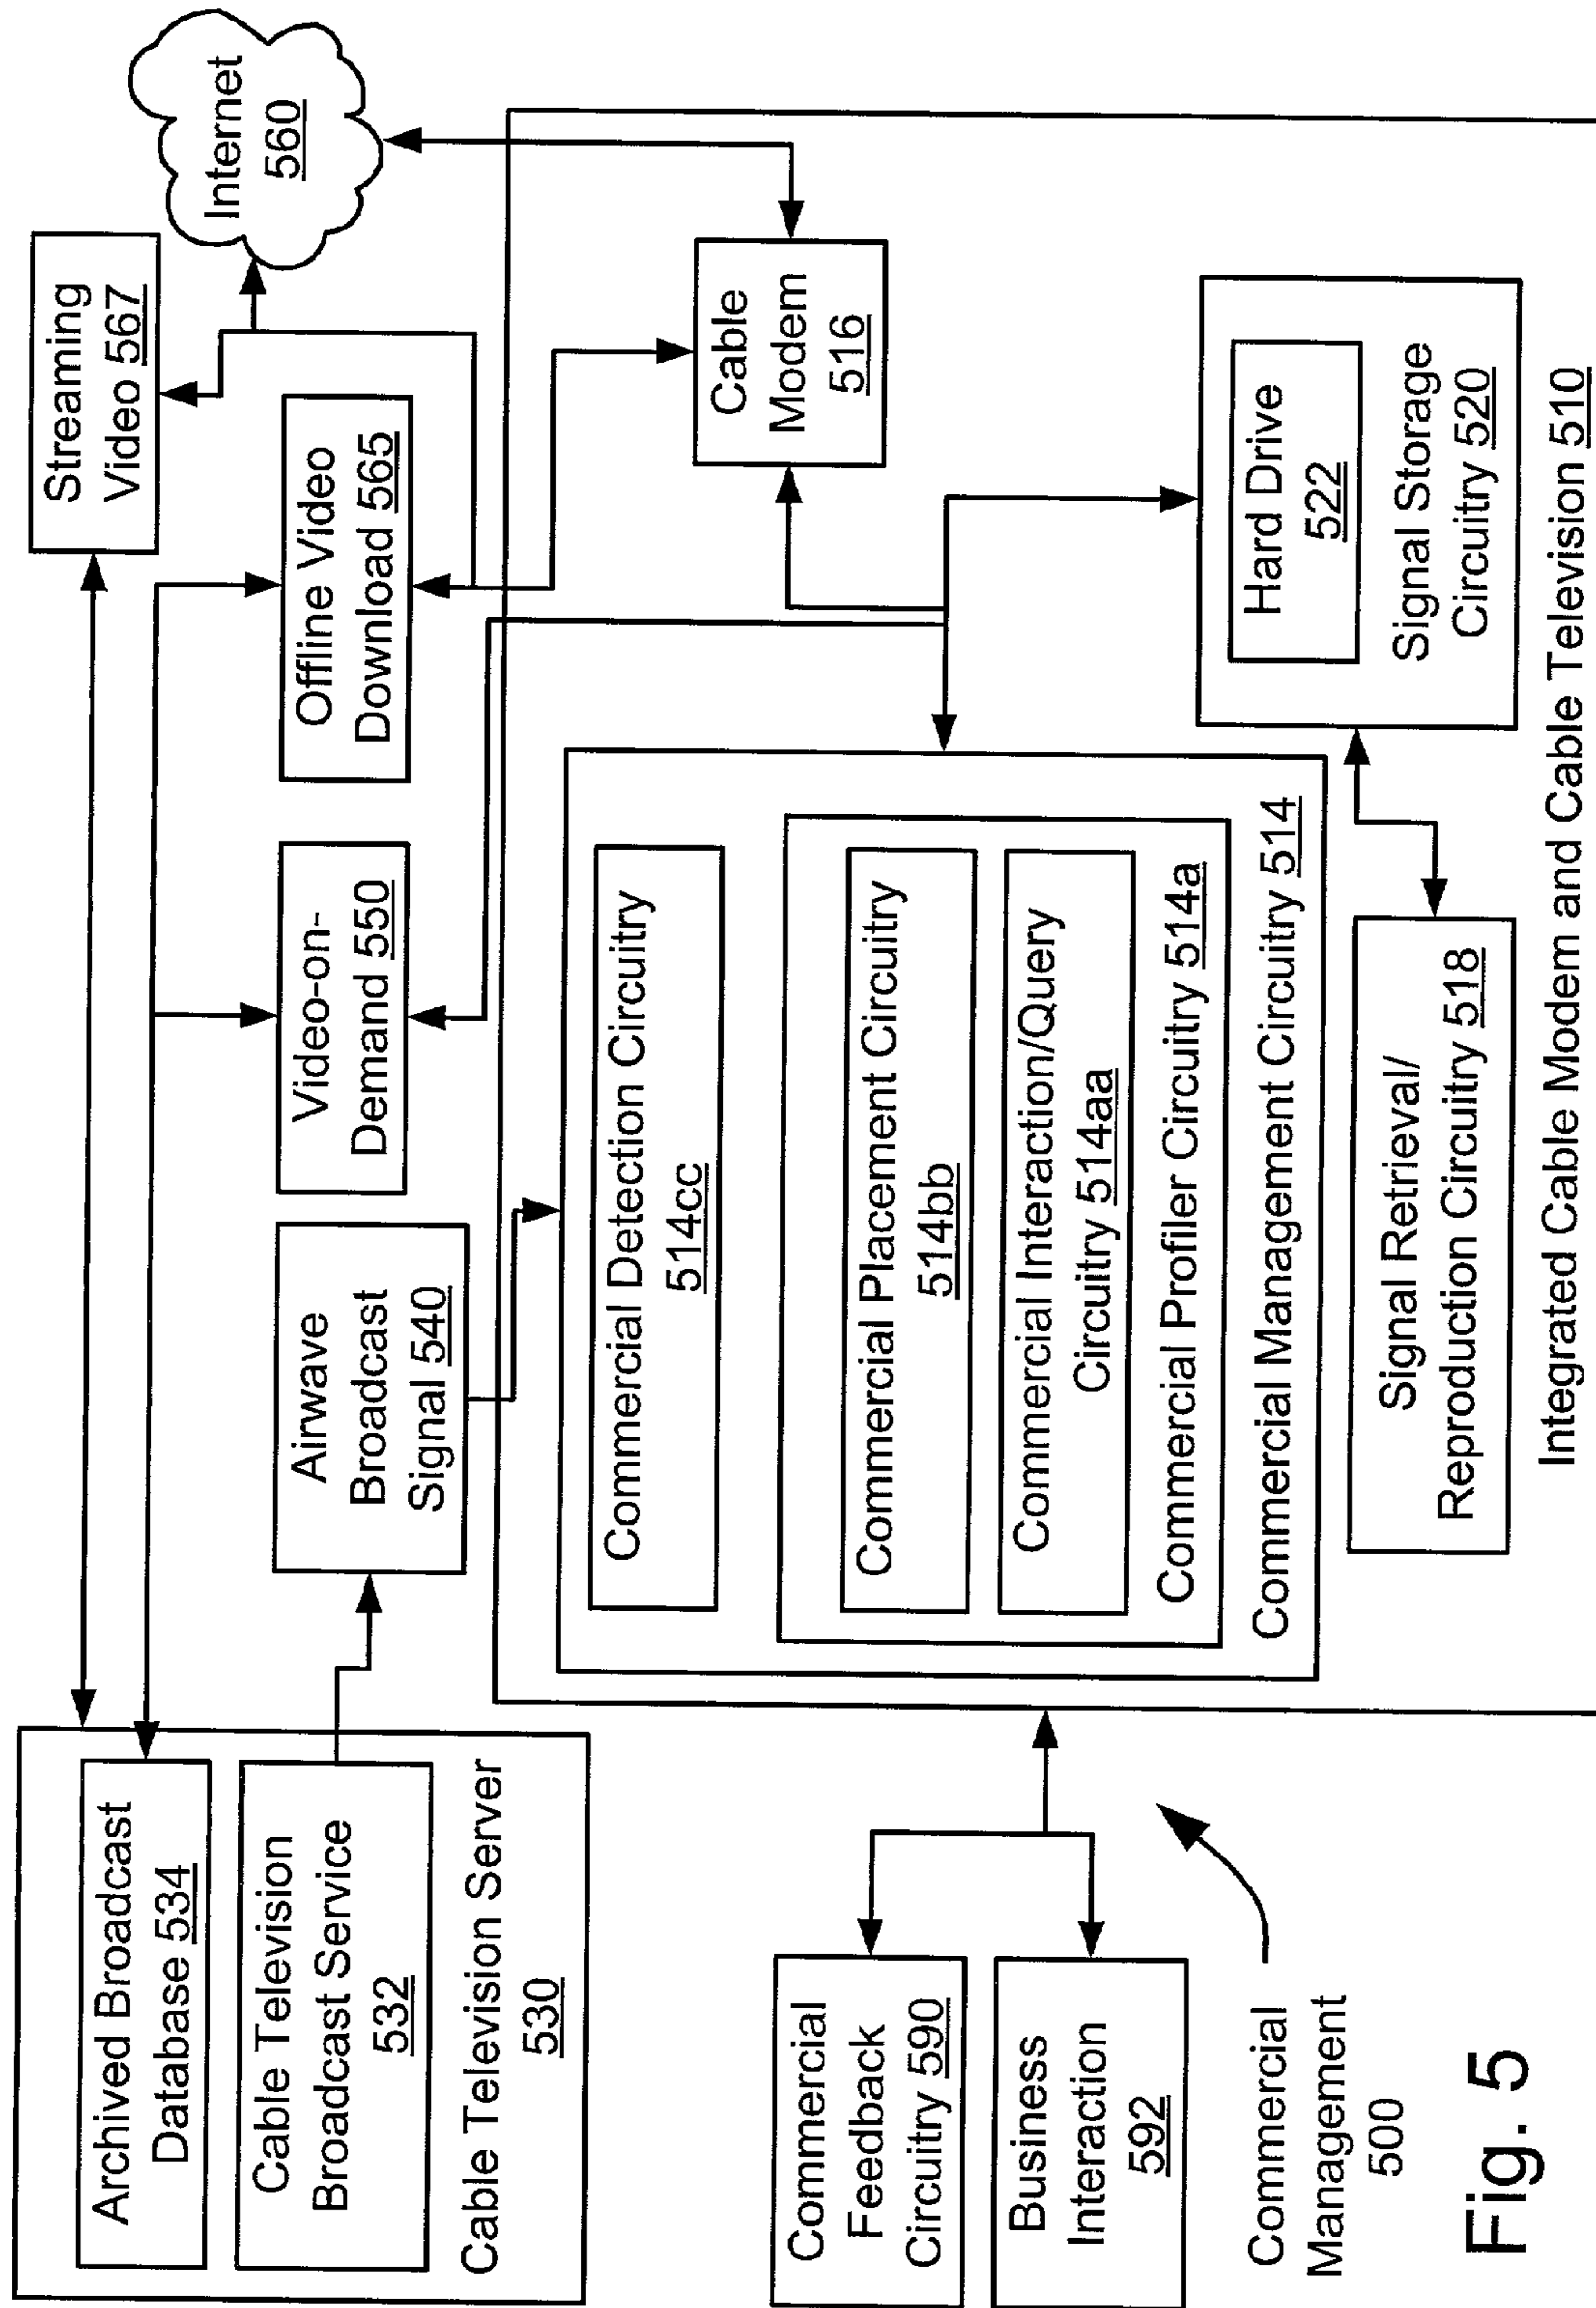 Archived Broadcast
Database 534
Cable Television
Broadcast Service
532
Cable Television Server
530
Airwave
Broadcast
Signal 540
Video-on-
Demand 550
Offline Video
Download 565
Streaming
Video 567
Internet
560
Commercial
Feedback
Circuitry 590
Business
Interaction
592
Commercial
Management
500
Commercial Detection Circuitry
514cc
Commercial Placement Circuitry
514bb
Commercial Interaction/Query
Circuitry 514aa
Commercial Profiler Circuitry 514a
Commercial Management Circuitry 514
Cable
Modem
516
Hard Drive
522
Signal Storage
Circuitry 520
Signal Retrieval/
Reproduction Circuitry 518
Integrated Cable Modem and Cable Television 510
Fig. 5